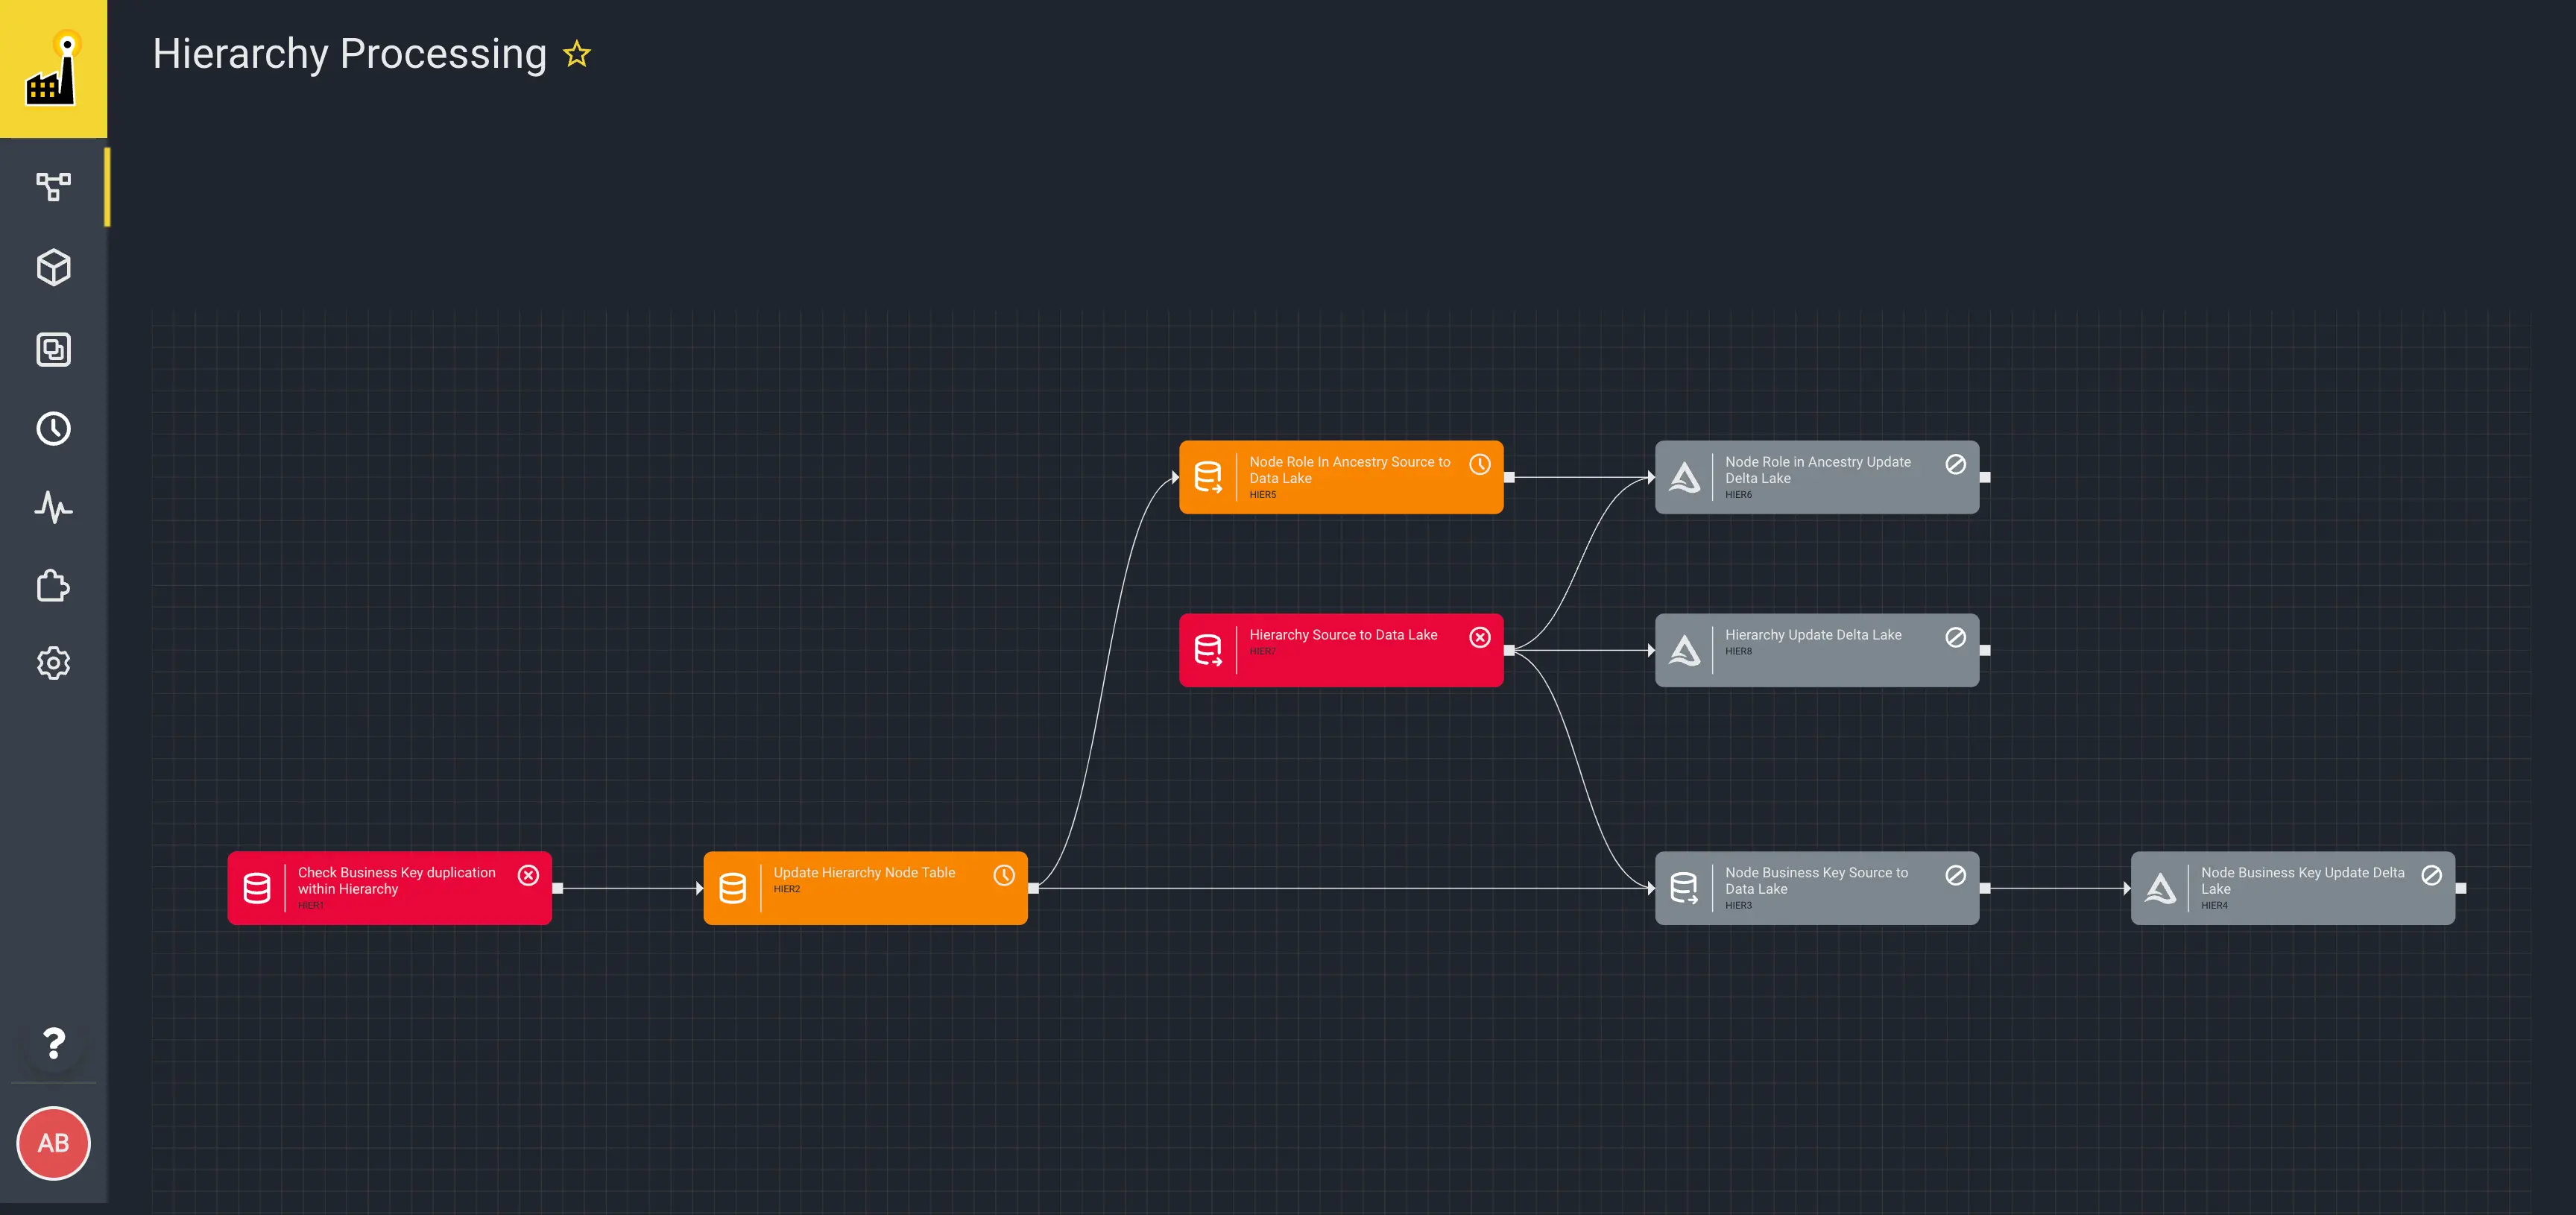 Hierarchy Processing
Node Role In Ancestry Source to
Data Lake
HIER5
Node Role in Ancestry Update
Delta Lake
HIER6
Hierarchy Source to Data Lake
HIER7
Hierarchy Update Delta Lake
HIER8
Check Business Key duplication
within Hierarchy
HIER1
Update Hierarchy Node Table
HIER2
Node Business Key Source to
Data Lake
HIER3
Node Business Key Update Delta
Lake
HIER4
?
AB